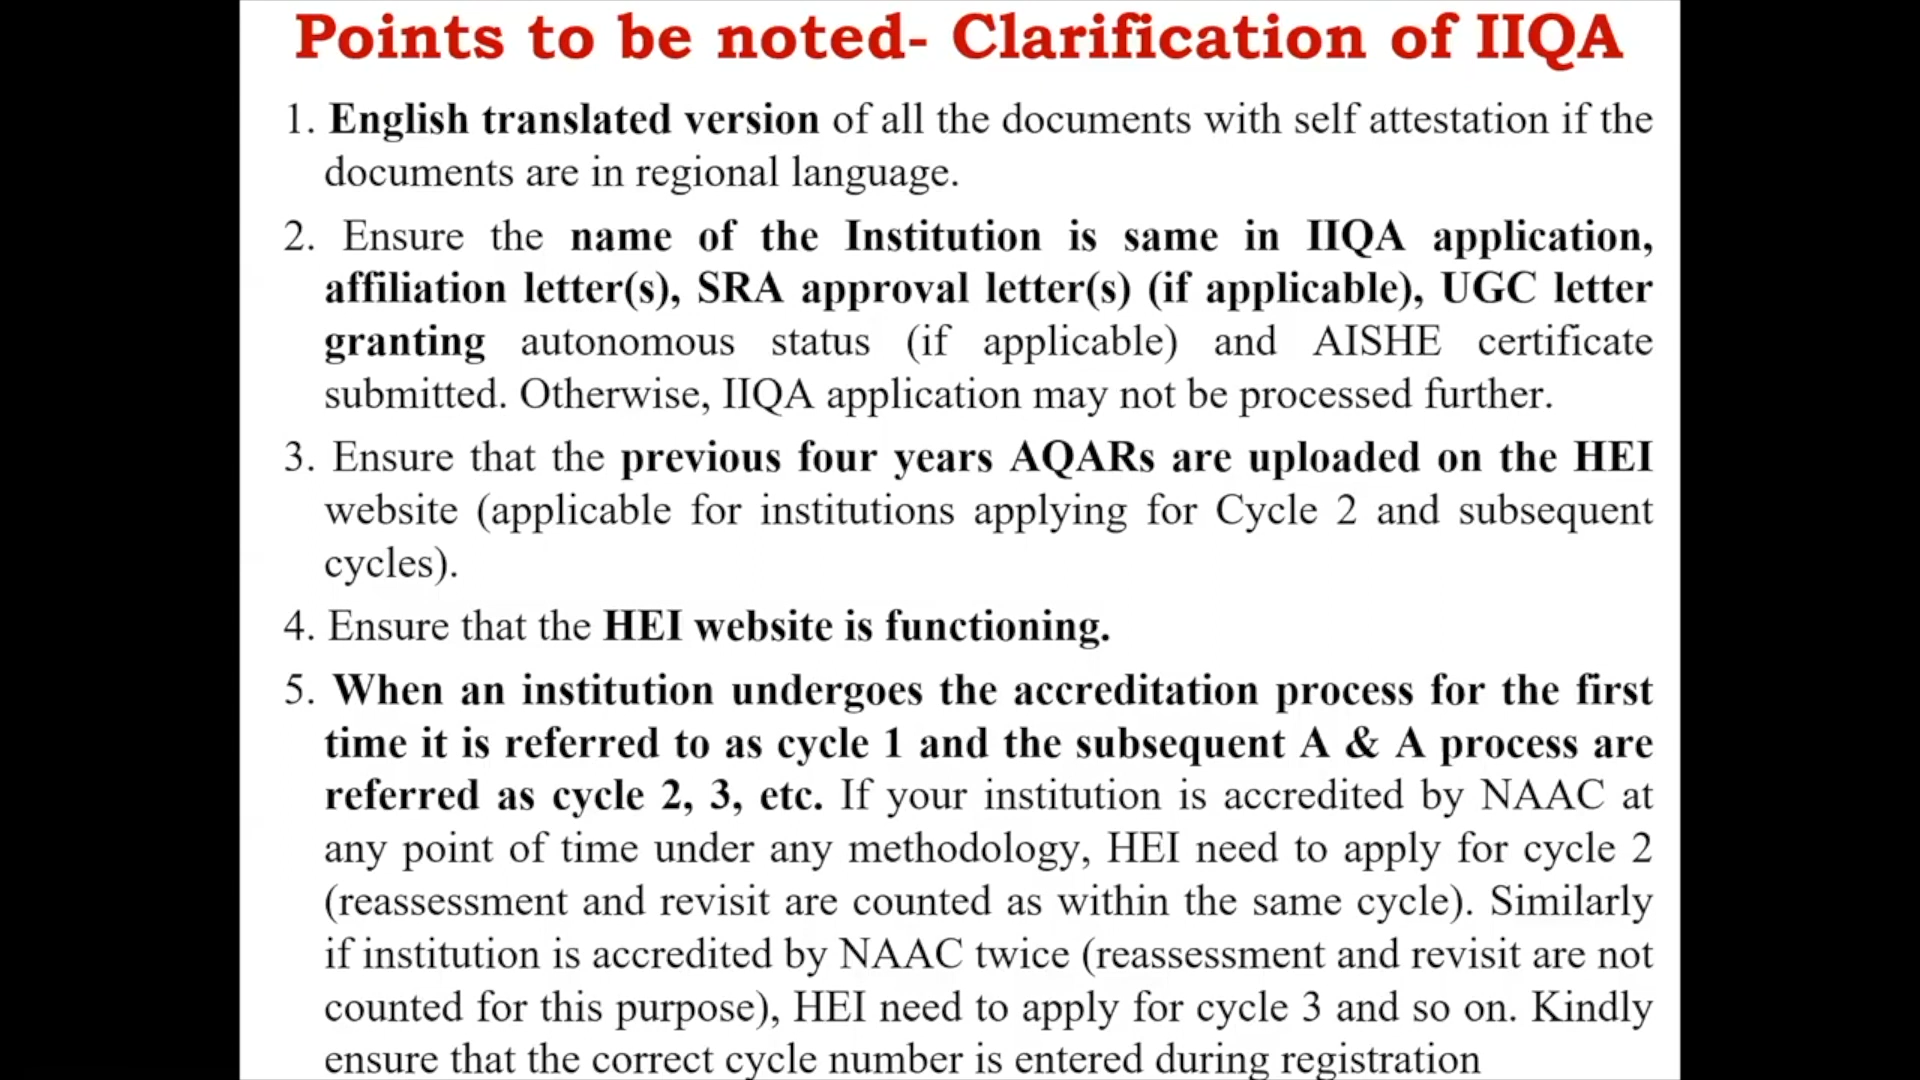 Points to be noted- Clarification of IIQA
1. English translated version of all the documents with self attestation if the
documents are in regional language.
2. Ensure the name of the Institution is same in IIQA application,
affiliation letter(s), SRA approval letter(s) (if applicable), UGC letter
granting autonomous status (if applicable) and AISHE certificate
submitted. Otherwise, IIQA application may not be processed further.
3. Ensure that the previous four years AQARs are uploaded on the HEI
website (applicable for institutions applying for Cycle 2 and subsequent
cycles).
4. Ensure that the HEI website is functioning.
5. When an institution undergoes the accreditation process for the first
time it is referred to as cycle 1 and the subsequent A & A process are
referred as cycle 2, 3, etc. If your institution is accredited by NAAC at
any point of time under any methodology, HEI need to apply for cycle 2
(reassessment and revisit are counted as within the same cycle). Similarly
if institution is accredited by NAAC twice (reassessment and revisit are not
counted for this purpose), HEI need to apply for cycle 3 and so on. Kindly
ensure that the correct cycle number is entered during registration